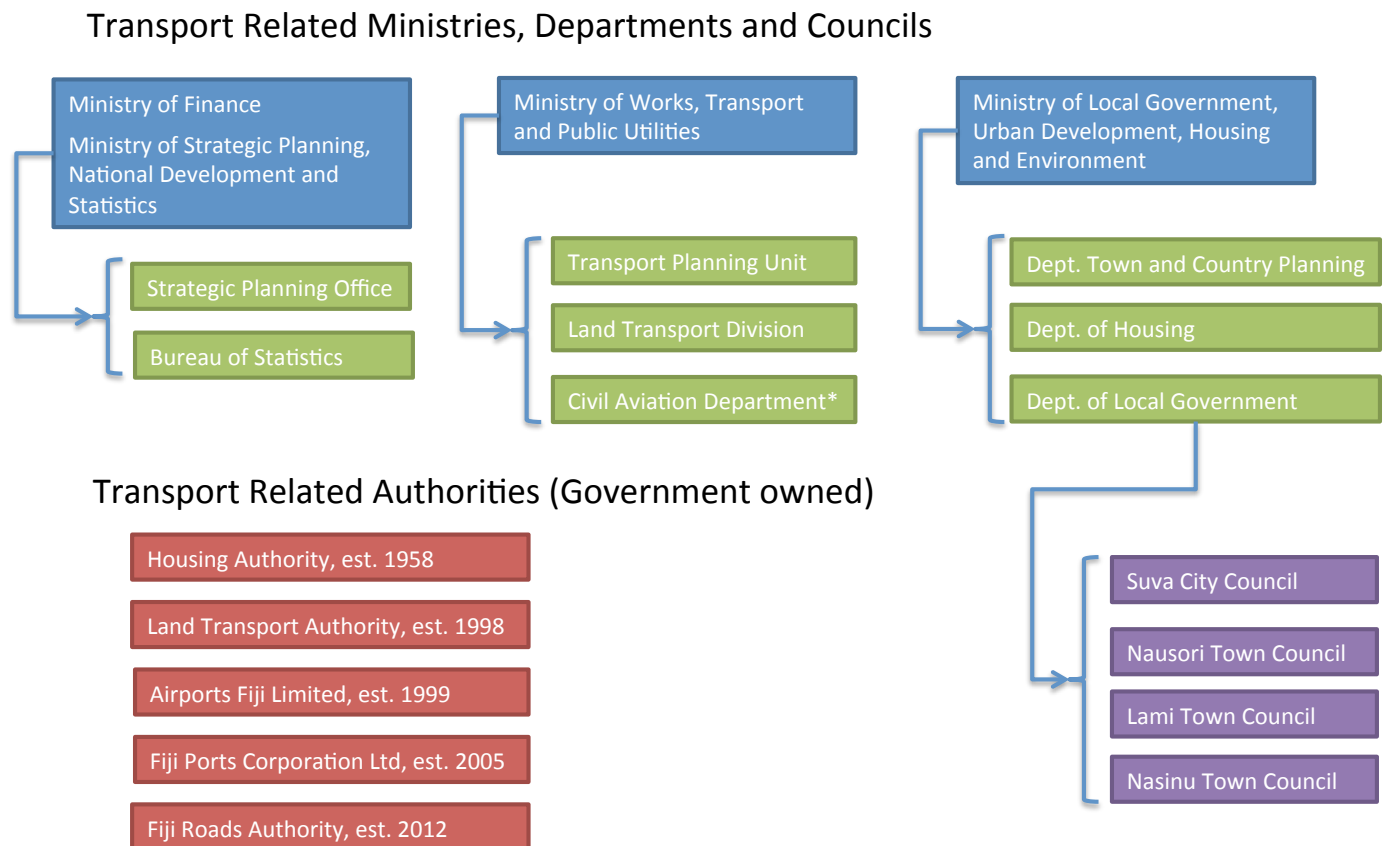 Transport Related Ministries, Departments and Councils
Ministry of Finance
Ministry of Strategic Planning,
National Development and
Statistics
Strategic Planning Office
Bureau of Statistics
Ministry of Works, Transport
and Public Utilities
Transport Planning Unit
Land Transport Division
Civil Aviation Department*
Ministry of Local Government,
Urban Development, Housing
and Environment
Dept. Town and Country Planning
Dept. of Housing
Dept. of Local Government
Suva City Council
Nausori Town Council
Lami Town Council
Nasinu Town Council
Transport Related Authorities (Government owned)
Housing Authority, est. 1958
Land Transport Authority, est. 1998
Airports Fiji Limited, est. 1999
Fiji Ports Corporation Ltd, est. 2005
Fiji Roads Authority, est. 2012